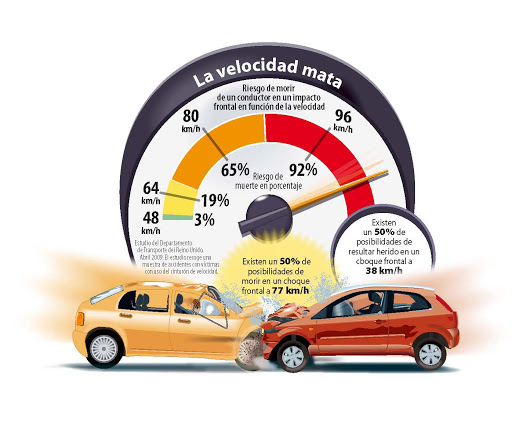 La velocidad mata
Riesgo de morir
de un conductor en un impacto
frontal en función de la velocidad
80
km/h
96
km/h
65%
92%
Riesgo de
muerte en porcentaje
64
km/h
19%
48
km/h
3%
Estudio del Departamento
de Transporte del Reino Unido.
Abril 2009. El estudio recoge una
muestra de accidentes con víctimas
con uso del cinturón de velocidad.
Existen un 50% de
posibilidades de
morir en un choque
frontal a 77 km/h
Existen
un 50% de
posibilidades de
resultar herido en un
choque frontal a
38 km/h